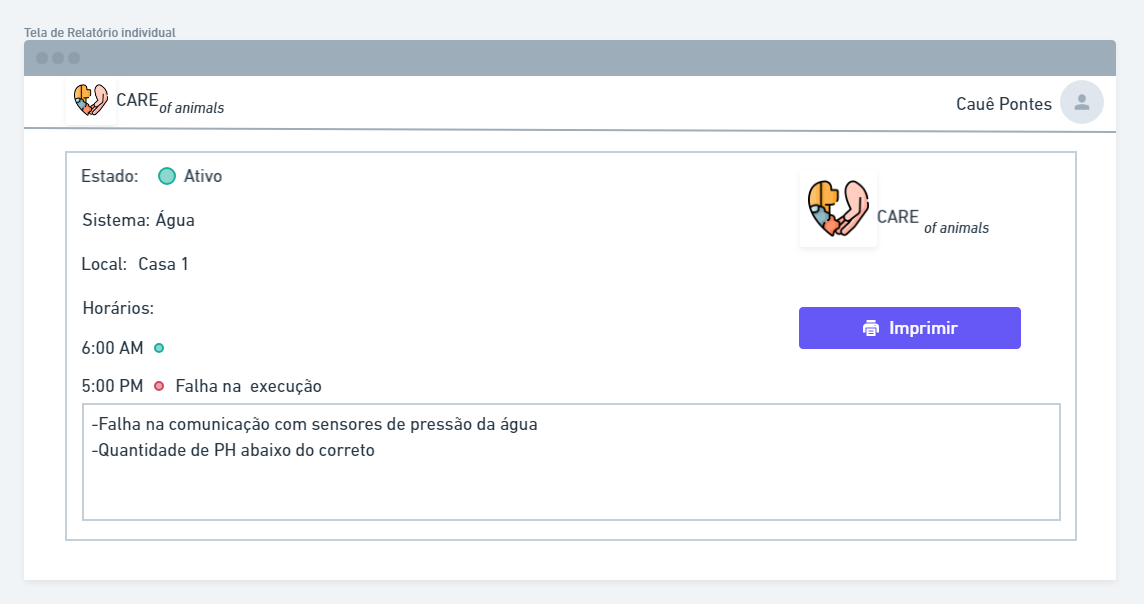 Tela de Relatório individual
CARE of animals
Cauê Pontes
Estado: Ativo
Sistema: Água
Local: Casa 1
Horários:
6:00 AM
5:00 PM Falha na execução
-Falha na comunicação com sensores de pressão da água
-Quantidade de PH abaixo do correto
CARE of animals
Imprimir